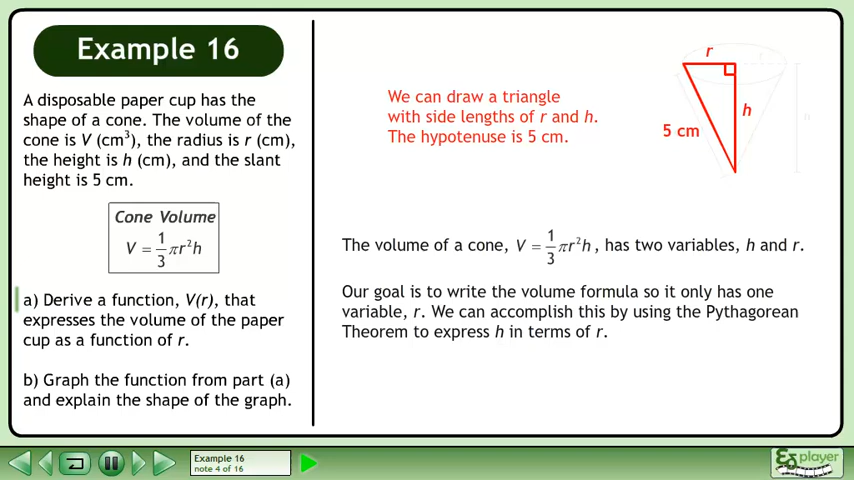 Example 16
A disposable paper cup has the
shape of a cone. The volume of the
cone is V (cm³), the radius is r (cm),
the height is h (cm), and the slant
height is 5 cm.
Cone Volume
V = 1/3 πr²h
a) Derive a function, V(r), that
expresses the volume of the paper
cup as a function of r.
b) Graph the function from part (a)
and explain the shape of the graph.
We can draw a triangle
with side lengths of r and h.
The hypotenuse is 5 cm.
r
h
5 cm
h
The volume of a cone, V = 1/3 πr²h, has two variables, h and r.
Our goal is to write the volume formula so it only has one
variable, r. We can accomplish this by using the Pythagorean
Theorem to express h in terms of r.
Example 16
note 4 of 16
player